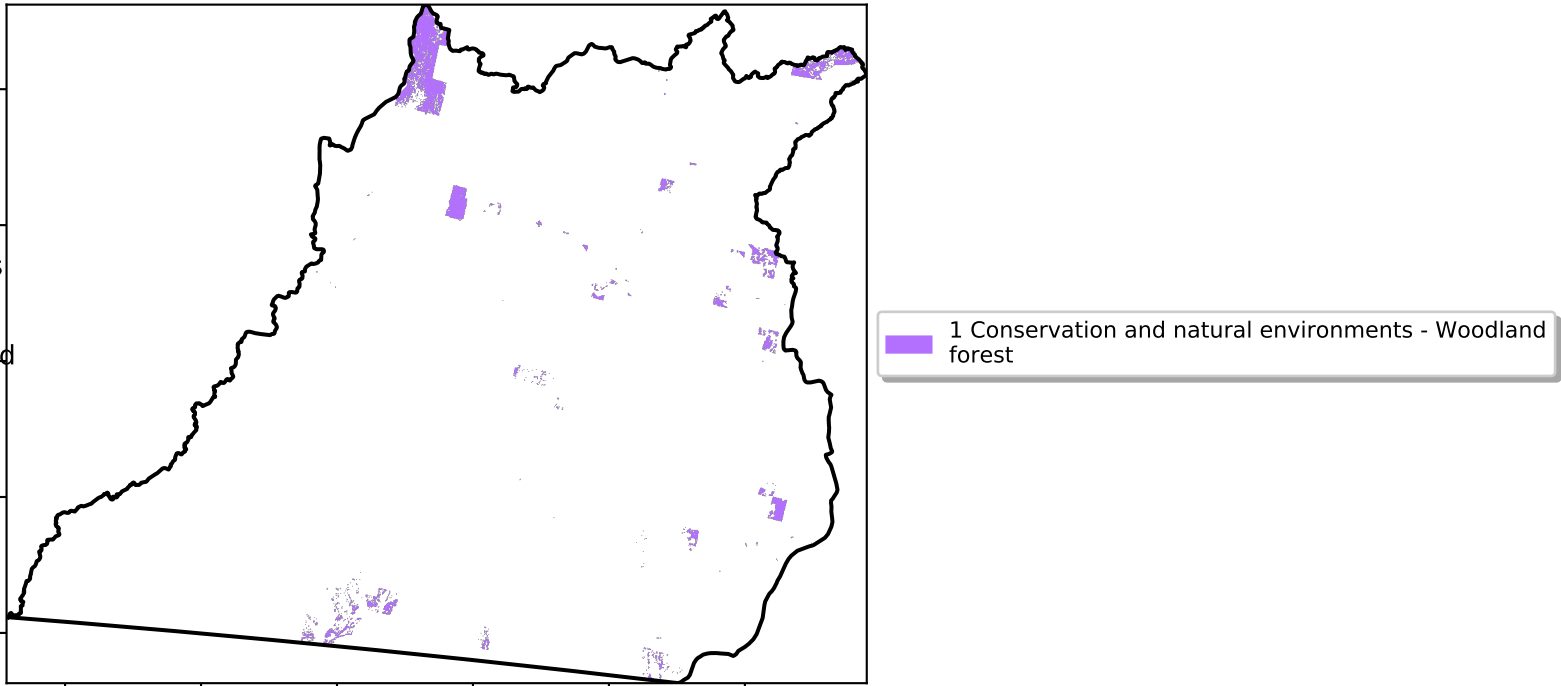 d
1 Conservation and natural environments - Woodland
forest